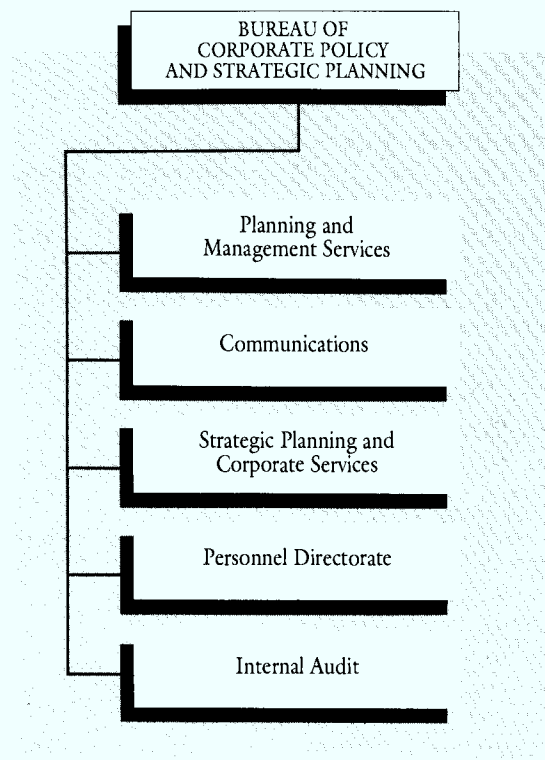 BUREAU OF
CORPORATE POLICY
AND STRATEGIC PLANNING
Planning and
Management Services
Communications
Strategic Planning and
Corporate Services
Personnel Directorate
Internal Audit